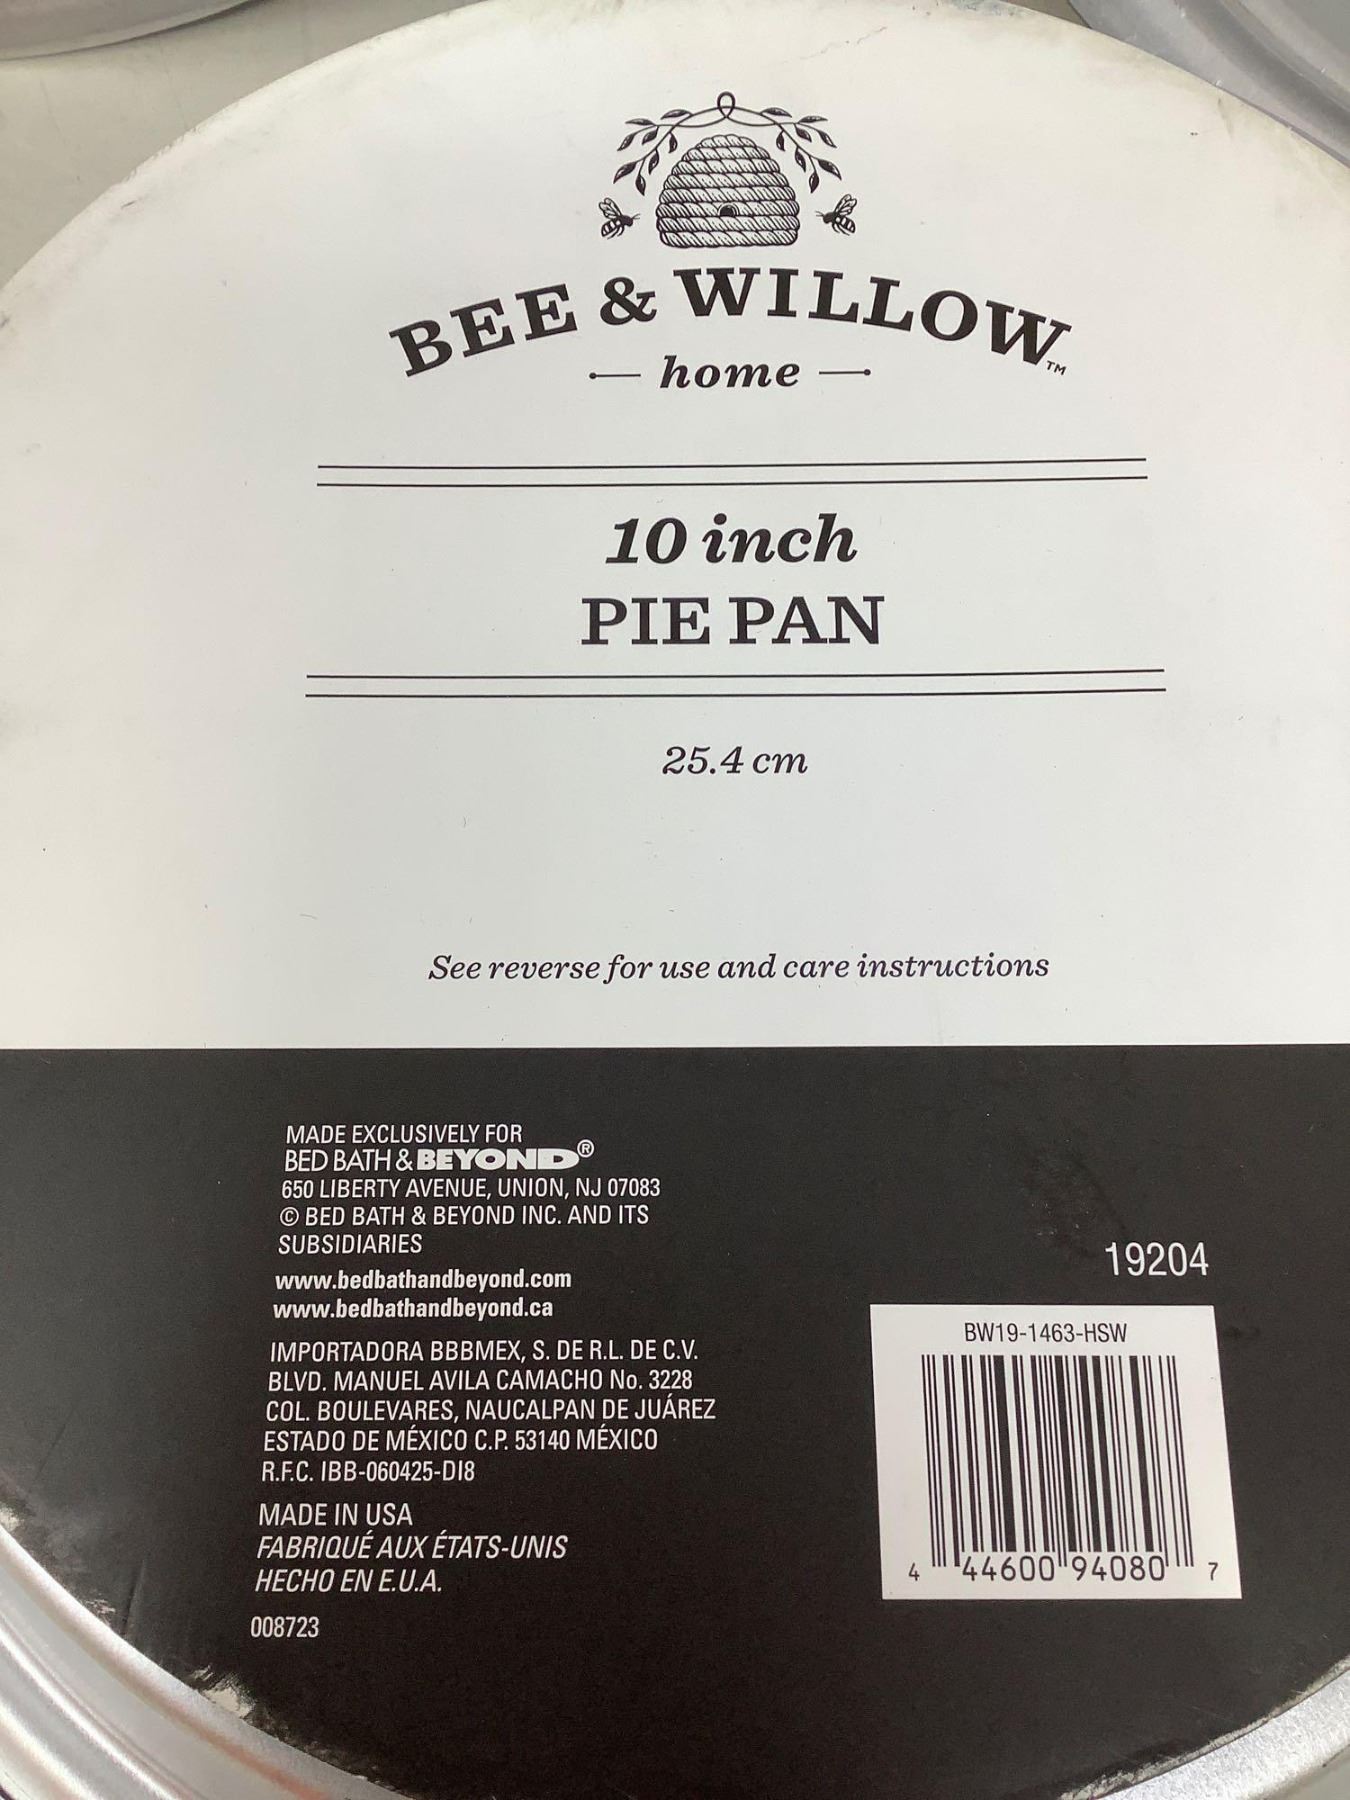 BEE & WILLOW™
home
10 inch
PIE PAN
25.4 cm
See reverse for use and care instructions
MADE EXCLUSIVELY FOR
BED BATH & BEYOND®
650 LIBERTY AVENUE, UNION, NJ 07083
© BED BATH & BEYOND INC. AND ITS
SUBSIDIARIES
www.bedbathandbeyond.com
www.bedbathandbeyond.ca
IMPORTADORA BBBMEX, S. DE R.L. DE C.V.
BLVD. MANUEL AVILA CAMACHO No. 3228
COL. BOULEVARES, NAUCALPAN DE JUÁREZ
ESTADO DE MÉXICO C.P. 53140 MÉXICO
R.F.C. IBB-060425-DI8
MADE IN USA
FABRIQUÉ AUX ÉTATS-UNIS
HECHO EN E.U.A.
008723
19204
BW19-1463-HSW
4 44600 94080 7